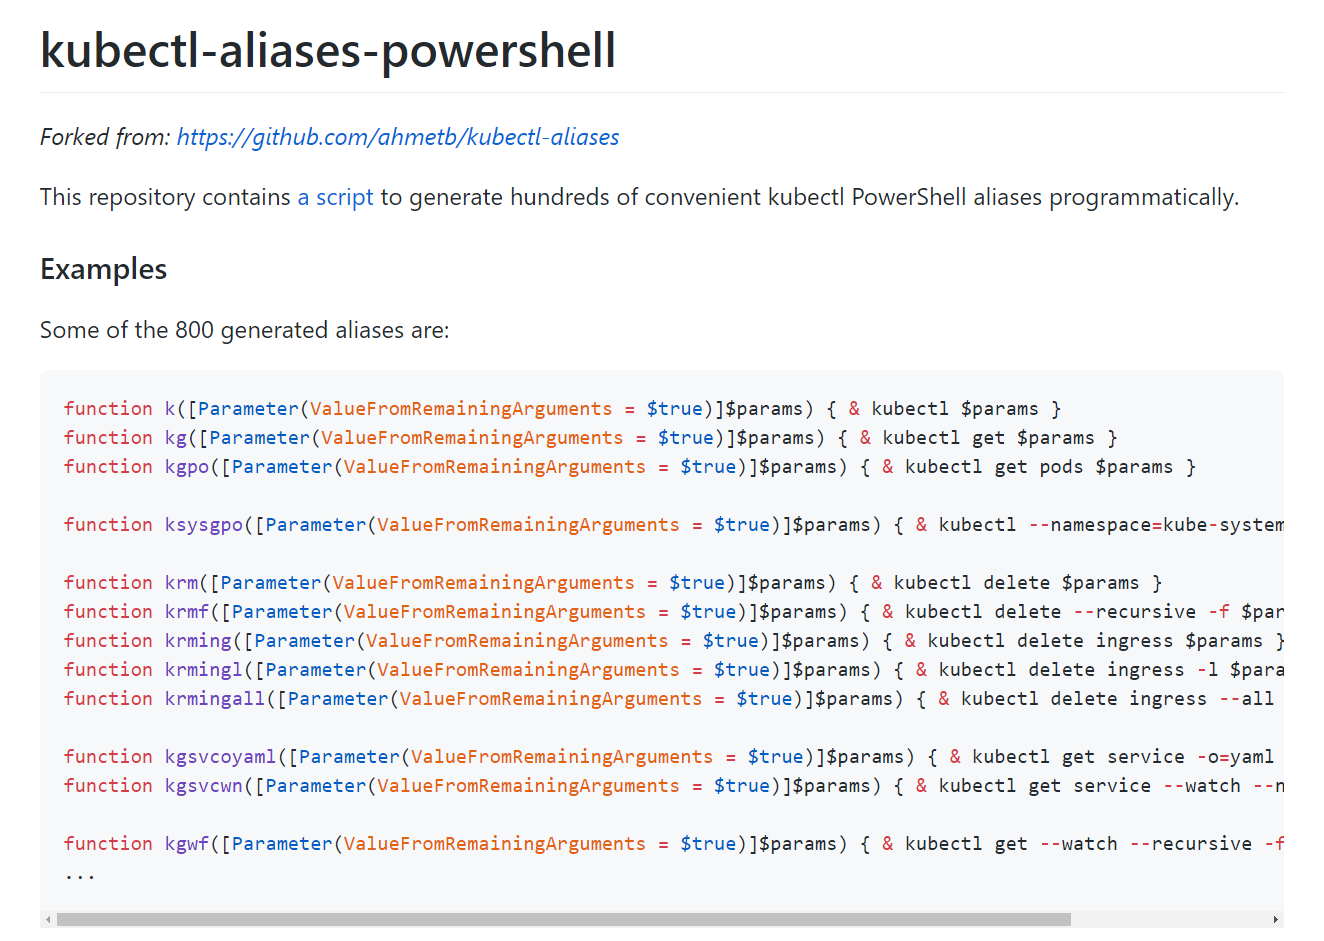 kubectl-aliases-powershell
Forked from: https://github.com/ahmetb/kubectl-aliases
This repository contains a script to generate hundreds of convenient kubectl PowerShell aliases programmatically.
Examples
Some of the 800 generated aliases are:
function k([Parameter(ValueFromRemainingArguments = $true)]$params) { & kubectl $params }
function kg([Parameter(ValueFromRemainingArguments = $true)]$params) { & kubectl get $params }
function kgpo([Parameter(ValueFromRemainingArguments = $true)]$params) { & kubectl get pods $params }
function ksysgpo([Parameter(ValueFromRemainingArguments = $true)]$params) { & kubectl --namespace=kube-system
function krm([Parameter(ValueFromRemainingArguments = $true)]$params) { & kubectl delete $params }
function krmf([Parameter(ValueFromRemainingArguments = $true)]$params) { & kubectl delete --recursive -f $par
function krming([Parameter(ValueFromRemainingArguments = $true)]$params) { & kubectl delete ingress $params }
function krmingl([Parameter(ValueFromRemainingArguments = $true)]$params) { & kubectl delete ingress -l $para
function krmingall([Parameter(ValueFromRemainingArguments = $true)]$params) { & kubectl delete ingress --all
function kgsvcoyaml([Parameter(ValueFromRemainingArguments = $true)]$params) { & kubectl get service -o=yaml
function kgsvcwn([Parameter(ValueFromRemainingArguments = $true)]$params) { & kubectl get service --watch --n
function kgwf([Parameter(ValueFromRemainingArguments = $true)]$params) { & kubectl get --watch --recursive -f
...